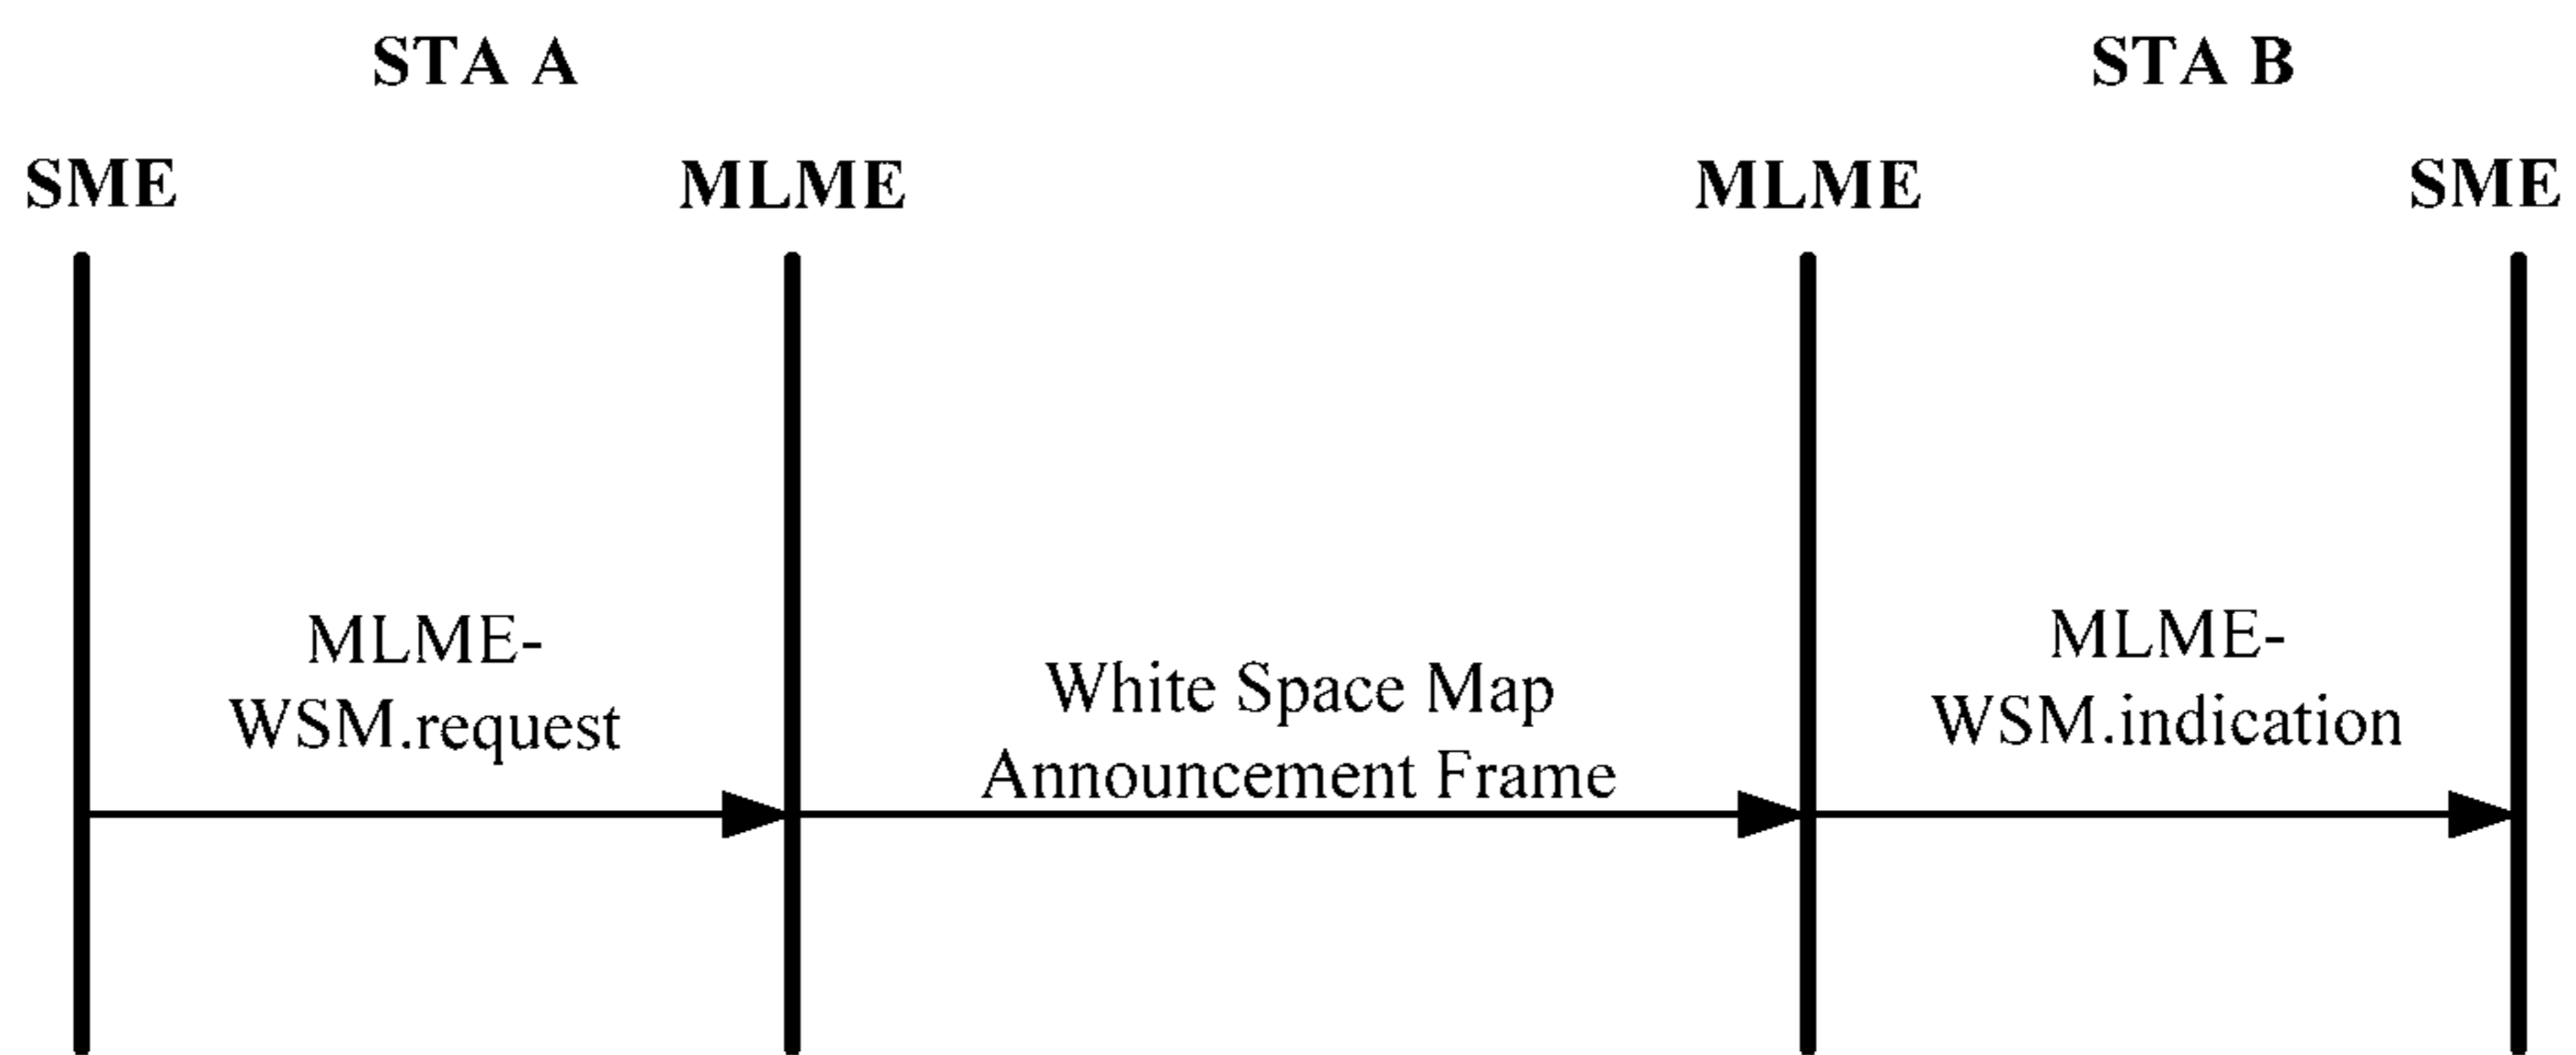 STA A STA B
SME MLME MLME SME
MLME-
WSM.request
White Space Map
Announcement Frame
MLME-
WSM.indication